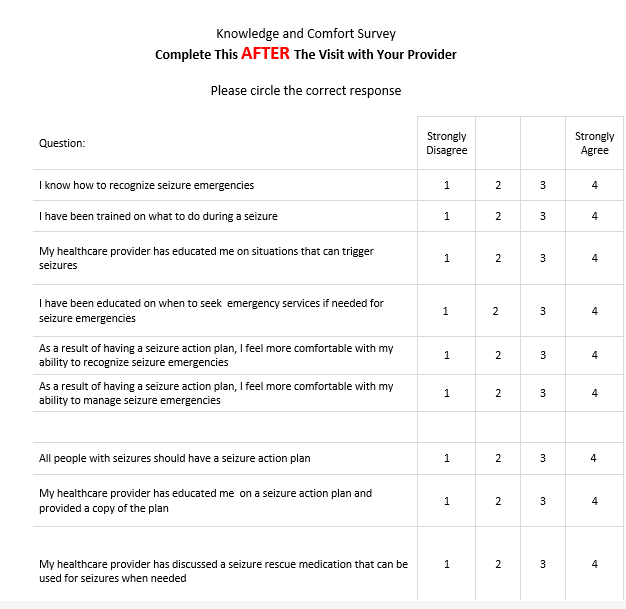 Knowledge and Comfort Survey
Complete This AFTER The Visit with Your Provider
Please circle the correct response
Question: Strongly Disagree Strongly Agree
I know how to recognize seizure emergencies 1 2 3 4
I have been trained on what to do during a seizure 1 2 3 4
My healthcare provider has educated me on situations that can trigger
seizures 1 2 3 4
I have been educated on when to seek emergency services if needed for
seizure emergencies 1 2 3 4
As a result of having a seizure action plan, I feel more comfortable with my
ability to recognize seizure emergencies 1 2 3 4
As a result of having a seizure action plan, I feel more comfortable with my
ability to manage seizure emergencies 1 2 3 4
All people with seizures should have a seizure action plan 1 2 3 4
My healthcare provider has educated me on a seizure action plan and
provided a copy of the plan 1 2 3 4
My healthcare provider has discussed a seizure rescue medication that can be
used for seizures when needed 1 2 3 4